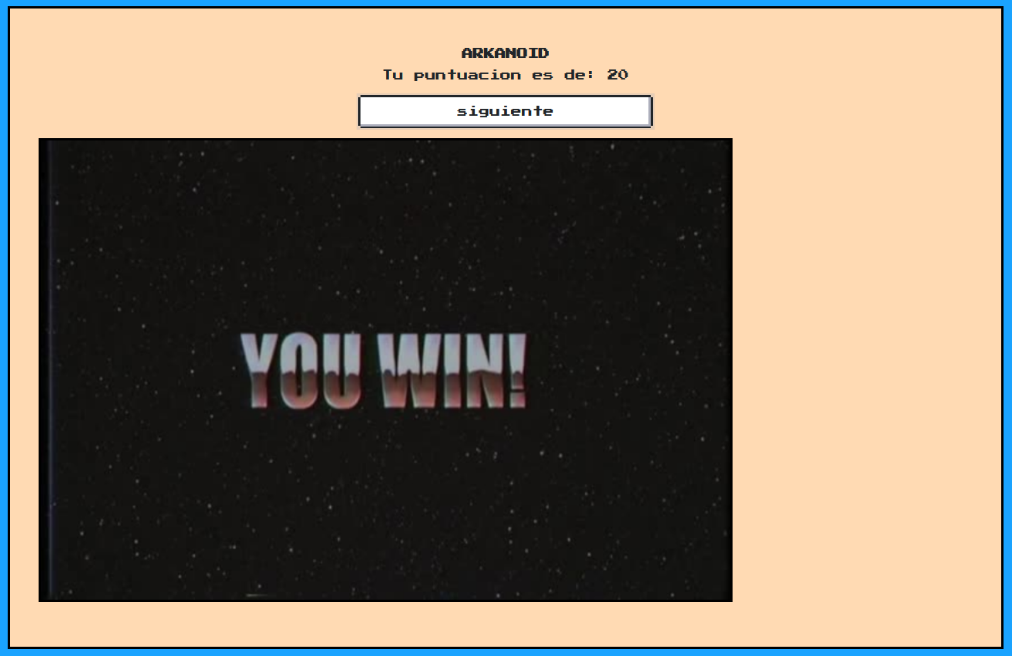 ARKANOID
Tu puntuacion es de: 20
siguiente
YOU WIN!